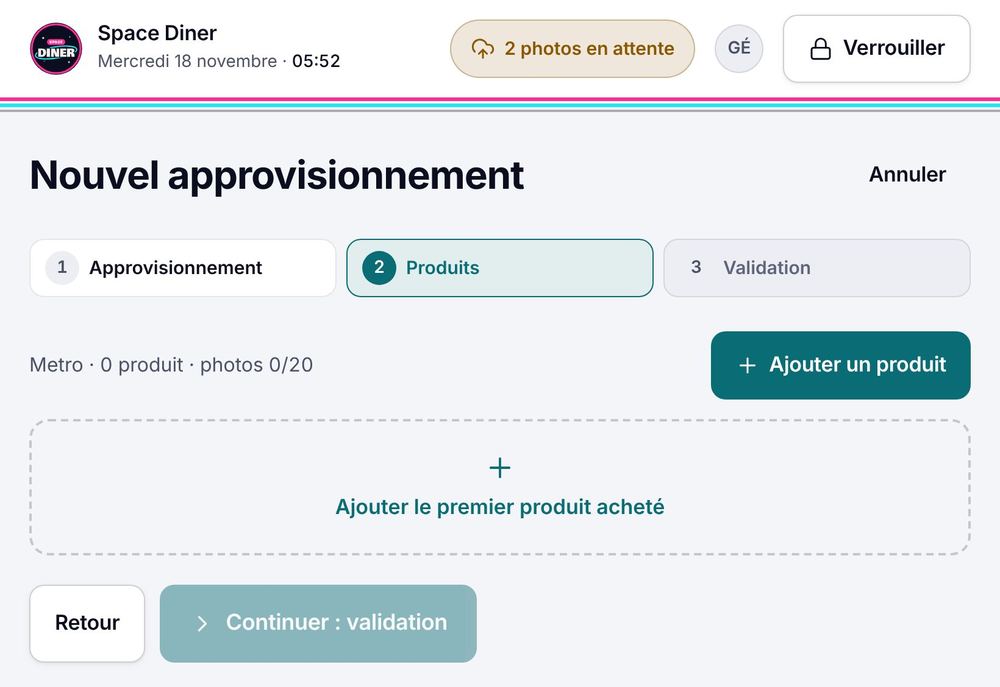 SPACE
DINER
Space Diner
Mercredi 18 novembre · 05:52
2 photos en attente
GÉ
Verrouiller
Nouvel approvisionnement
Annuler
1 Approvisionnement
2 Produits
3 Validation
Metro · 0 produit · photos 0/20
+ Ajouter un produit
+
Ajouter le premier produit acheté
Retour
Continuer : validation